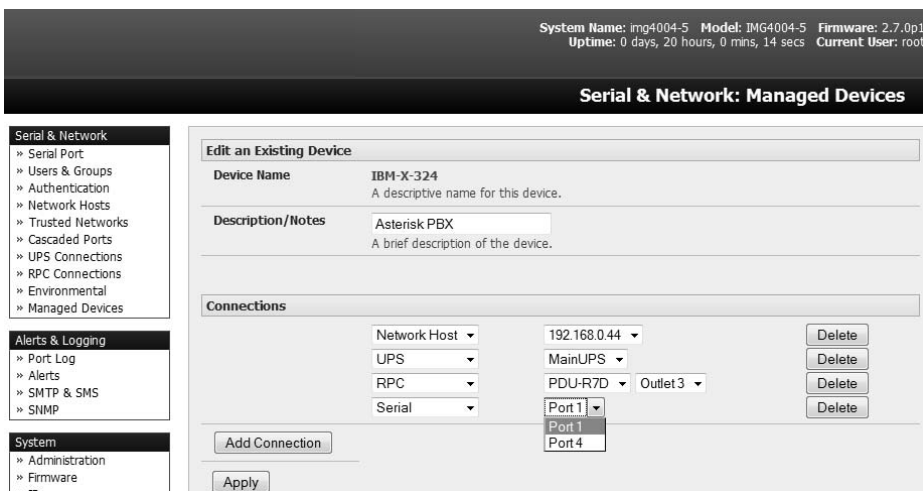 System Name: img4004-5 Model: IMG4004-5 Firmware: 2.7.0p1
Uptime: 0 days, 20 hours, 0 mins, 14 secs Current User: root
Serial & Network: Managed Devices
Serial & Network
» Serial Port
» Users & Groups
» Authentication
» Network Hosts
» Trusted Networks
» Cascaded Ports
» UPS Connections
» RPC Connections
» Environmental
» Managed Devices
Alerts & Logging
» Port Log
» Alerts
» SMTP & SMS
» SNMP
System
» Administration
» Firmware
Edit an Existing Device
Device Name IBM-X-324
A descriptive name for this device.
Description/Notes Asterisk PBX
A brief description of the device.
Connections
Network Host 192.168.0.44 Delete
UPS MainUPS Delete
RPC PDU-R7D Outlet 3 Delete
Serial Port 1 Delete
Port 1
Port 4
Add Connection
Apply